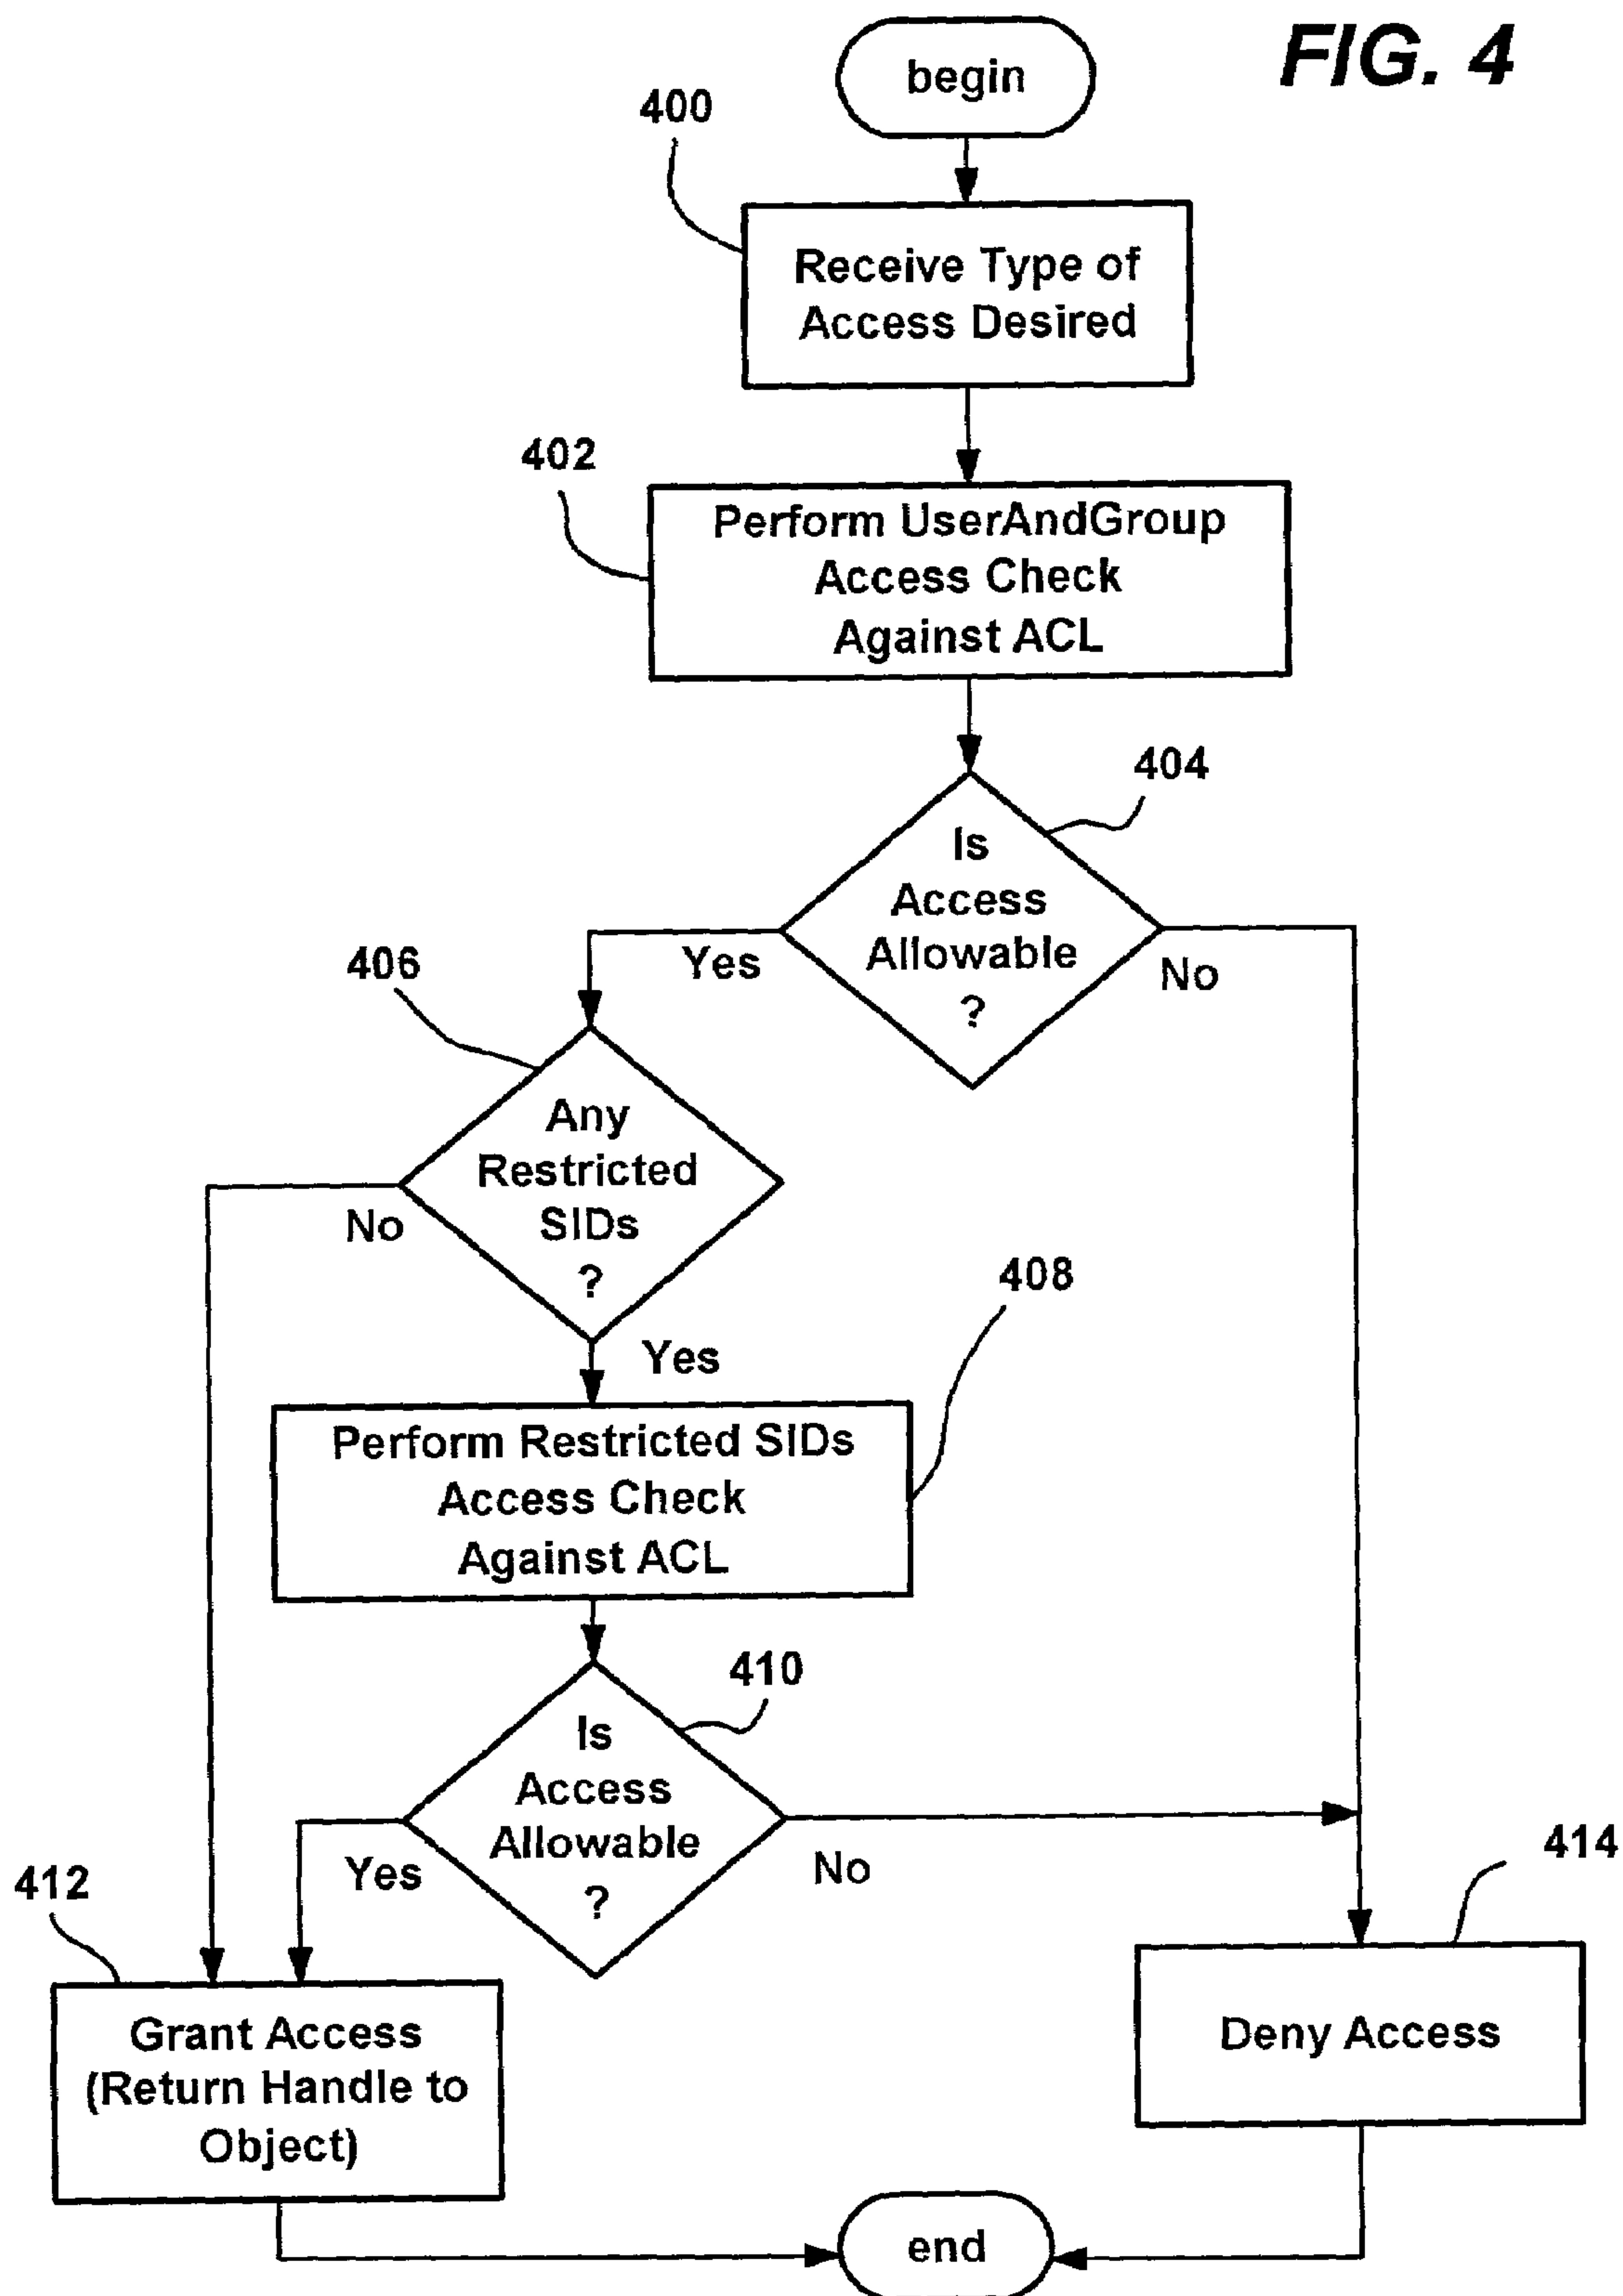 FIG. 4
begin
400
Receive Type of
Access Desired
402
Perform UserAndGroup
Access Check
Against ACL
404
Is
Access
Allowable
?
Yes
No
406
Any
Restricted
SIDs
?
No
Yes
408
Perform Restricted SIDs
Access Check
Against ACL
410
Is
Access
Allowable
?
Yes
No
412
Grant Access
(Return Handle to
Object)
414
Deny Access
end